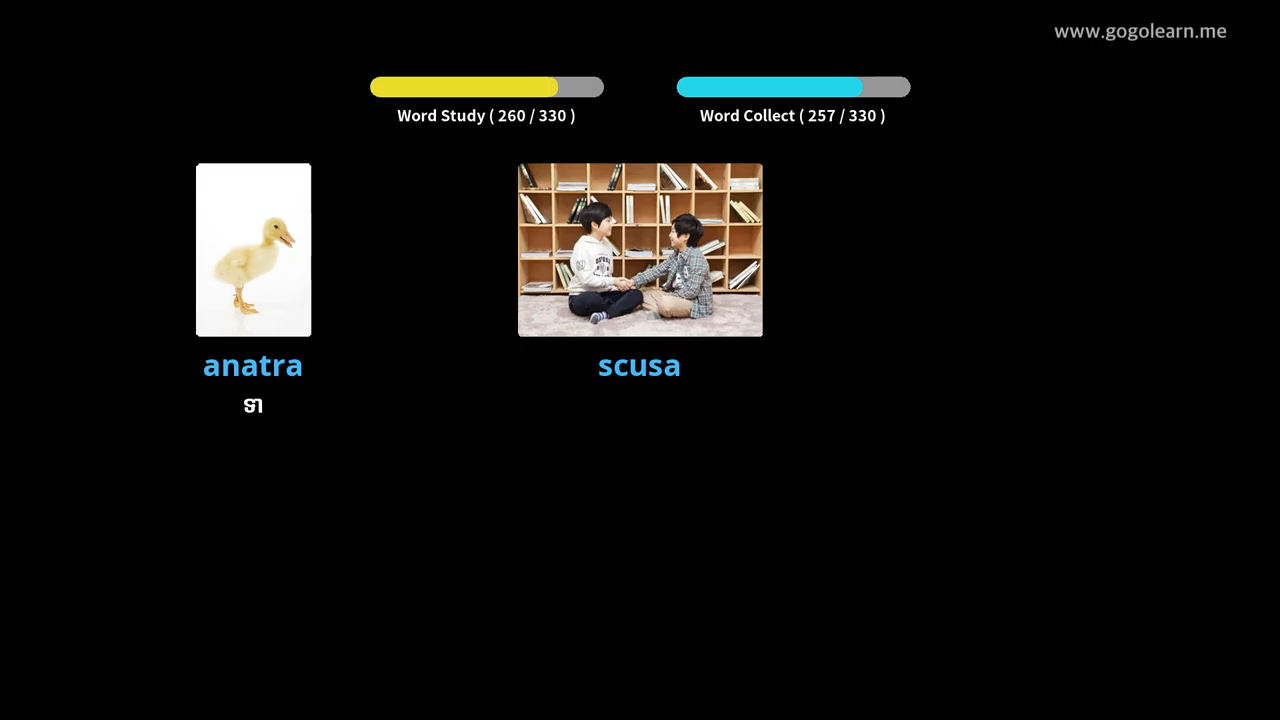 www.gogolearn.me
Word Study ( 260 / 330 )
Word Collect ( 257 / 330 )
anatra
scusa
ទា